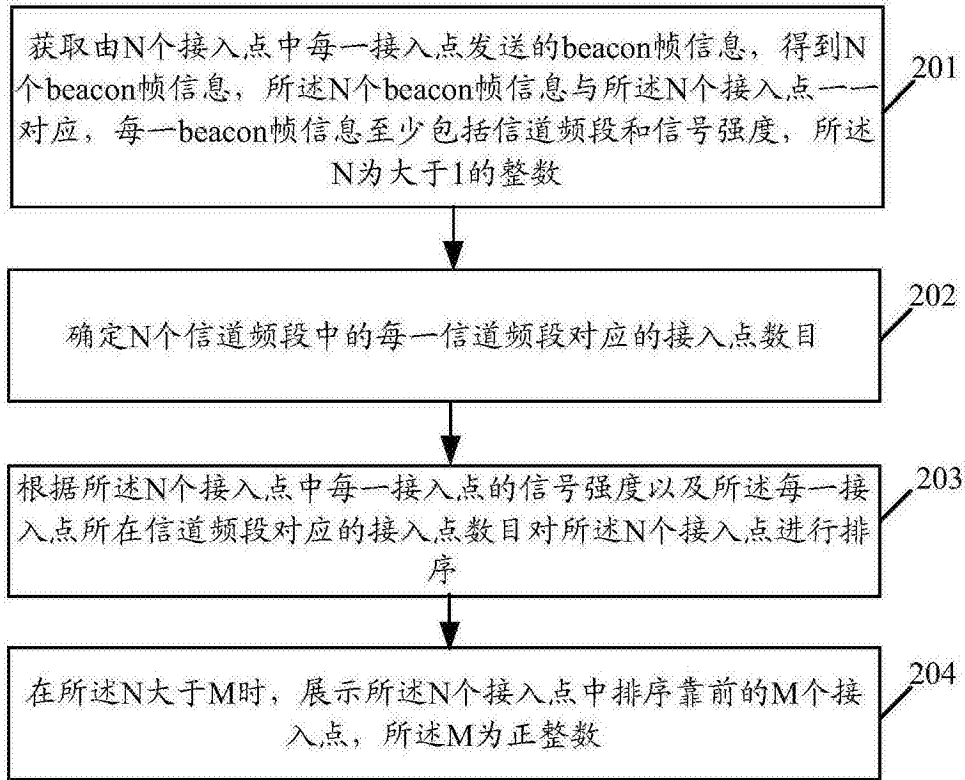 获取由N个接入点中每一接入点发送的beacon帧信息，得到N
个beacon帧信息，所述N个beacon帧信息与所述N个接入点一一
对应，每一beacon帧信息至少包括信道频段和信号强度，所述
N为大于1的整数
201
确定N个信道频段中的每一信道频段对应的接入点数目
202
根据所述N个接入点中每一接入点的信号强度以及所述每一接
入点所在信道频段对应的接入点数目对所述N个接入点进行排
序
203
在所述N大于M时，展示所述N个接入点中排序靠前的M个接
入点，所述M为正整数
204